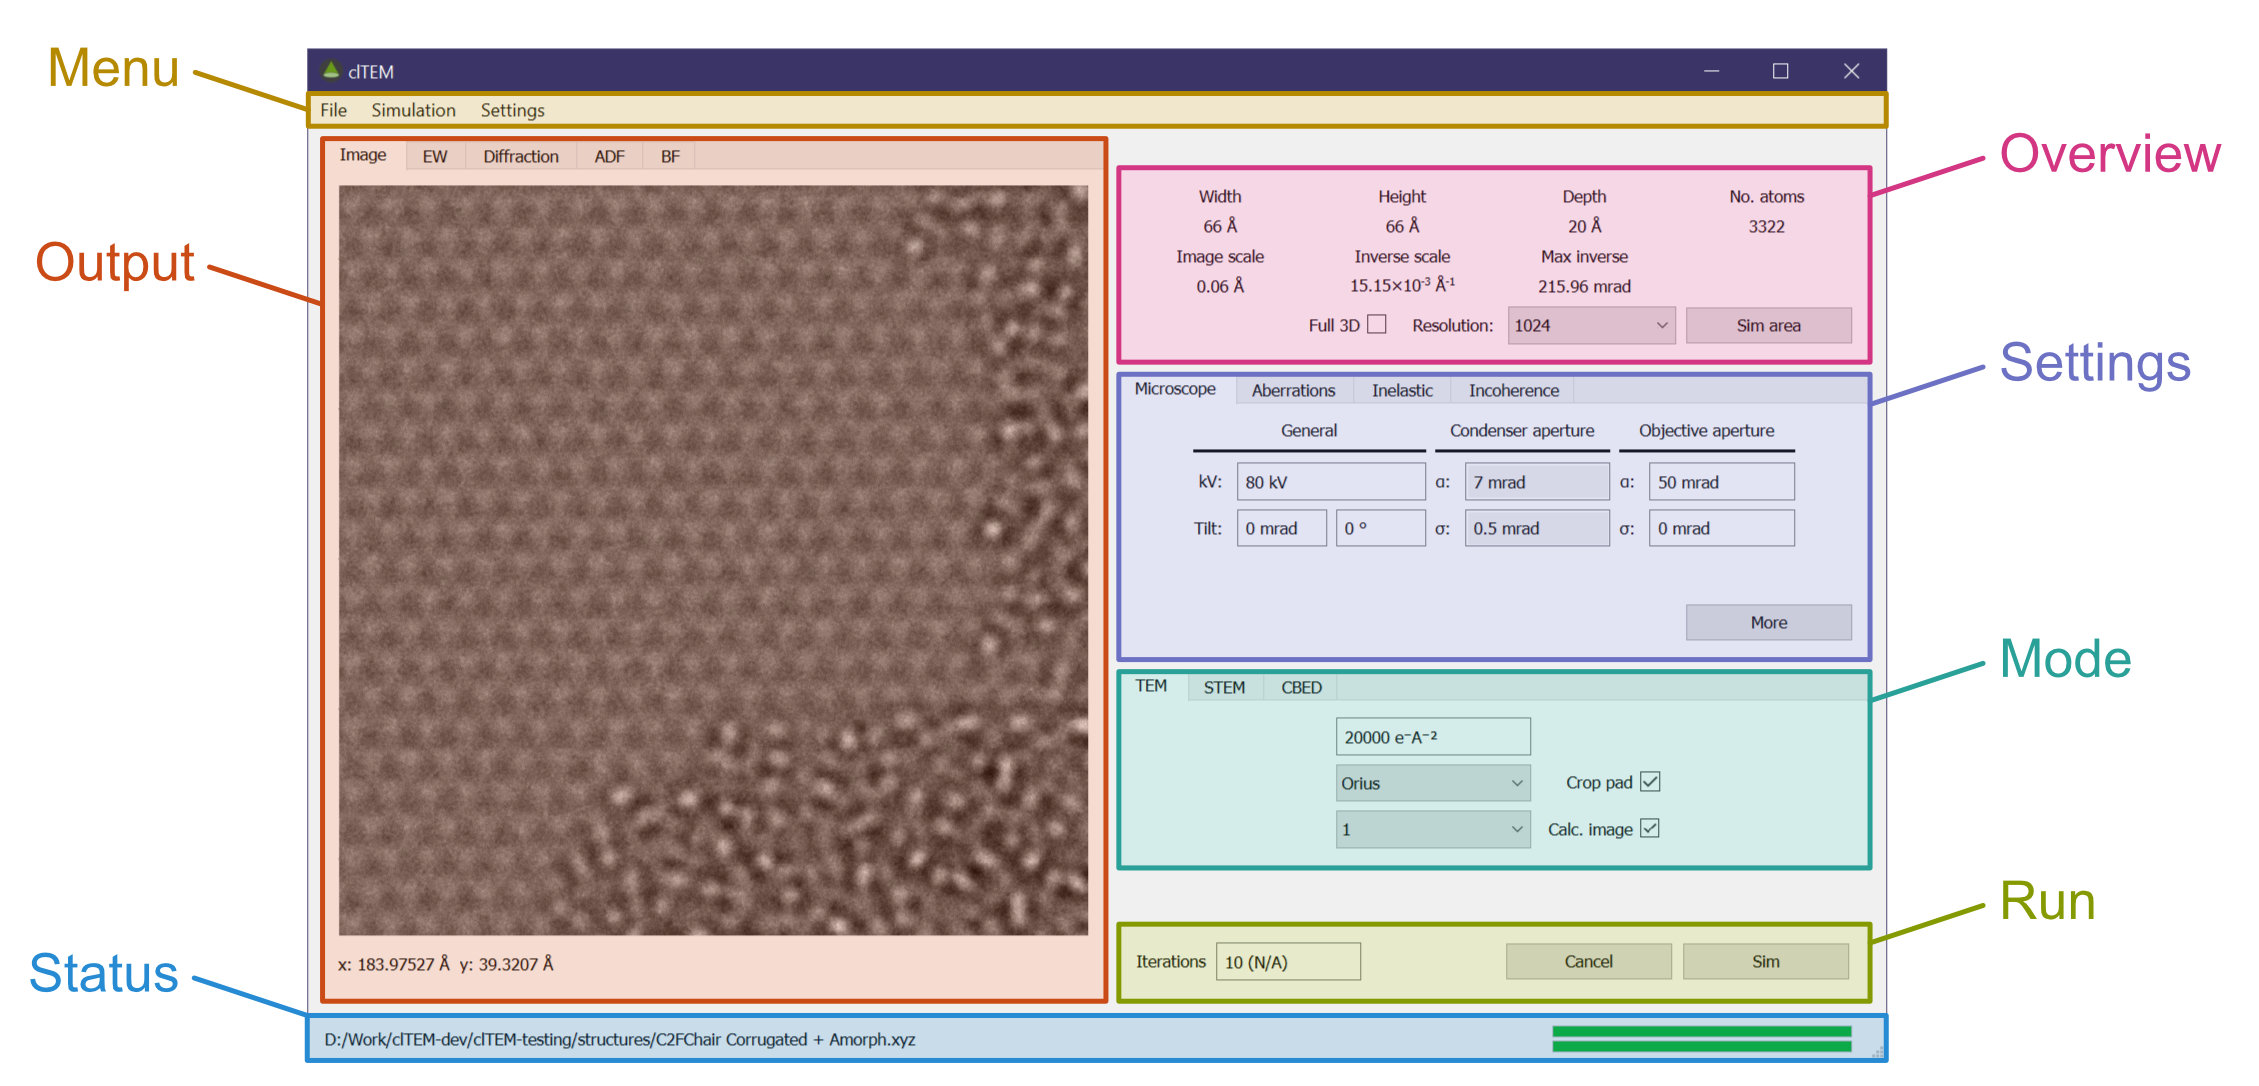 Menu
Output
Status
clTEM
File Simulation Settings
Image EW Diffraction ADF BF
x: 183.97527 Å y: 39.3207 Å
Width Height Depth No. atoms
66 Å 66 Å 20 Å 3322
Image scale Inverse scale Max inverse
0.06 Å 15.15×10⁻³ Å⁻¹ 215.96 mrad
Full 3D Resolution: 1024 Sim area
Microscope Aberrations Inelastic Incoherence
General Condenser aperture Objective aperture
kV: 80 kV α: 7 mrad α: 50 mrad
Tilt: 0 mrad 0 ° σ: 0.5 mrad σ: 0 mrad
More
TEM STEM CBED
20000 e⁻A⁻²
Orius Crop pad
1 Calc. image
Iterations 10 (N/A) Cancel Sim
D:/Work/clTEM-dev/clTEM-testing/structures/C2FChair Corrugated + Amorph.xyz
Overview
Settings
Mode
Run